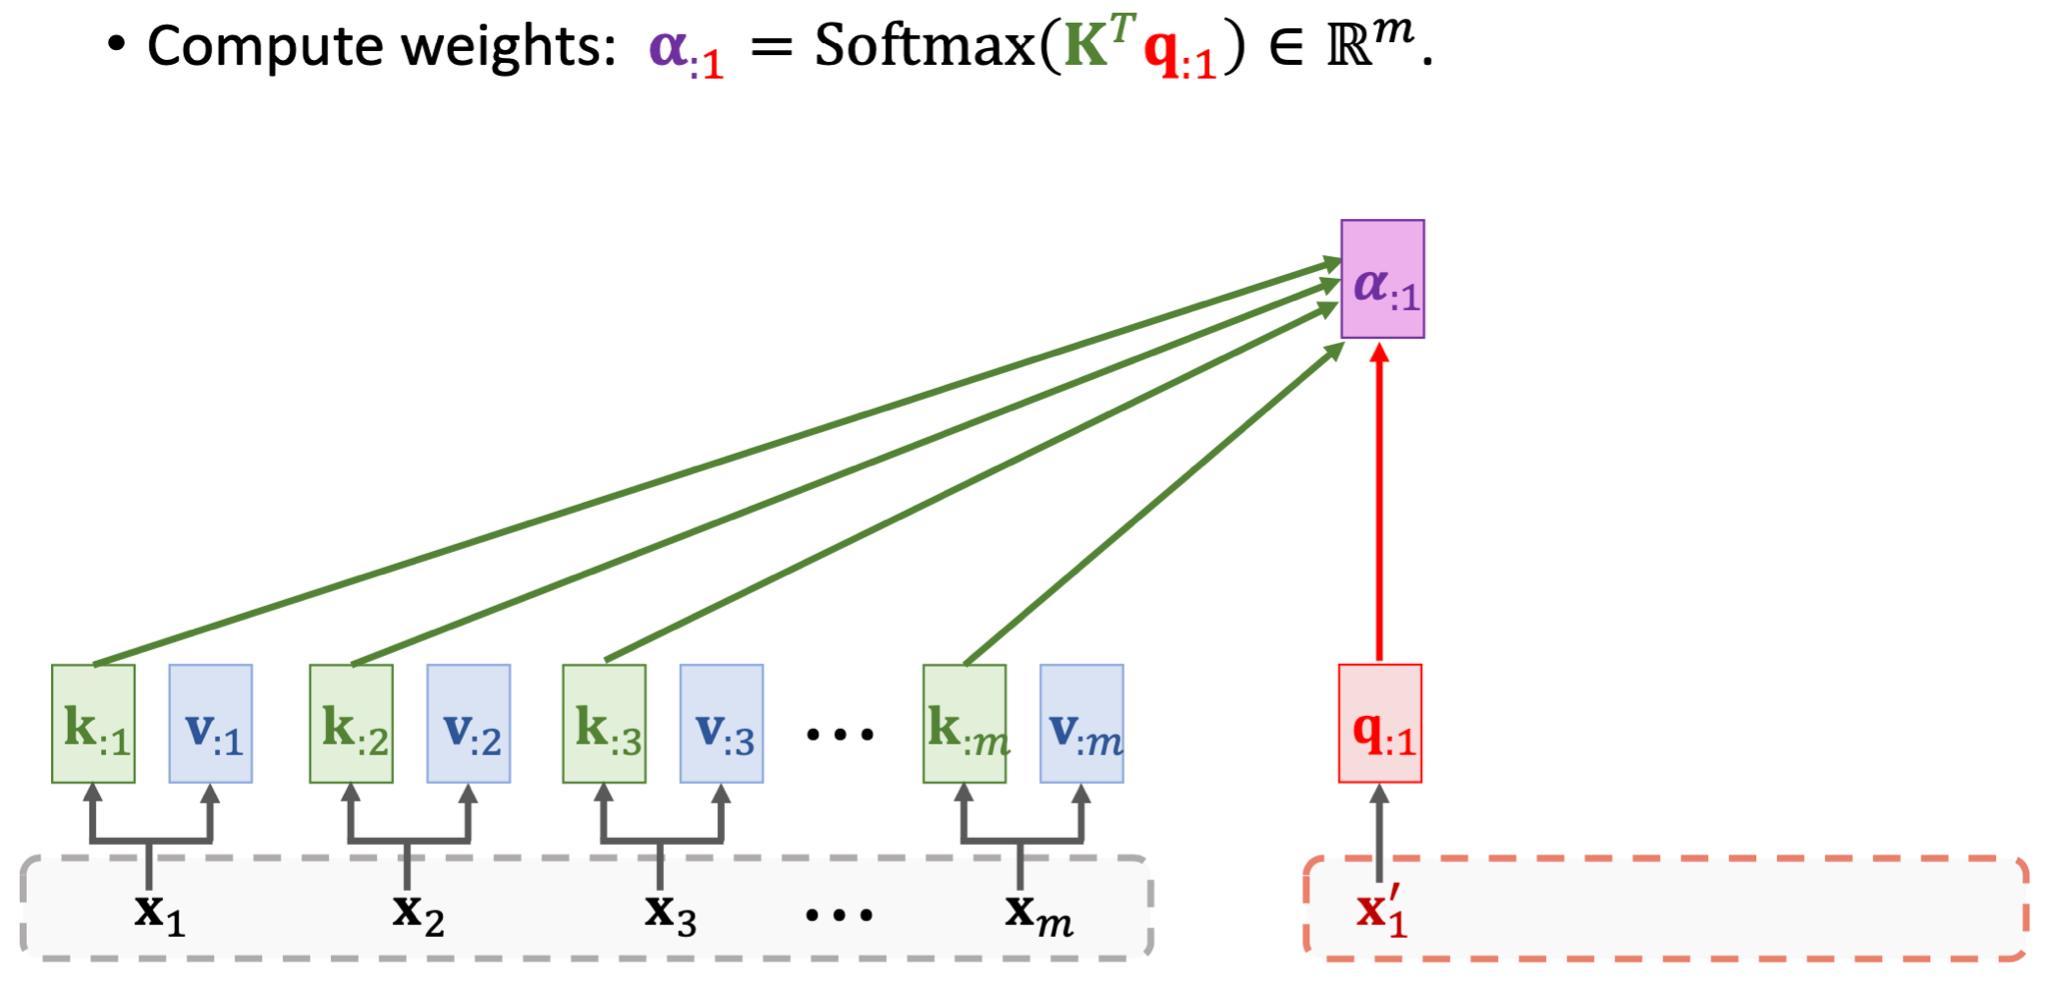 • Compute weights: α:1 = Softmax(K^T q:1) ∈ ℝ^m.
α:1
k:1 v:1 k:2 v:2 k:3 v:3 ⋯ k:m v:m q:1
x1 x2 x3 ⋯ xm x′1